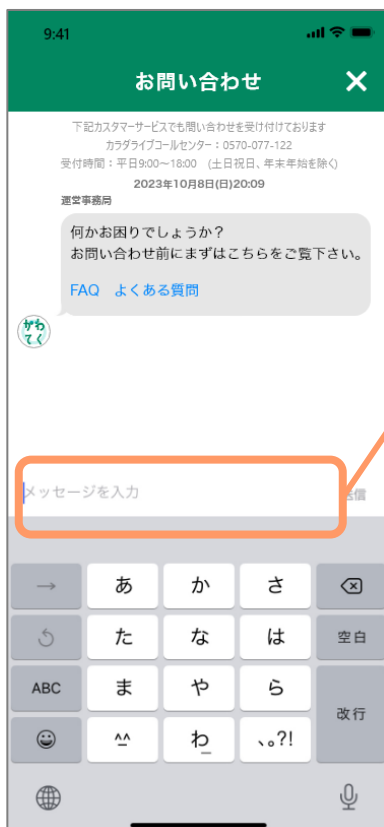 9:41
お問い合わせ ✕
下記カスタマーサービスでも問い合わせを受け付けております
カラダライブコールセンター：0570-077-122
受付時間：平日9:00～18:00 （土日祝日、年末年始を除く）
2023年10月8日(日)20:09
運営事務局
何かお困りでしょうか？
お問い合わせ前にまずはこちらをご覧下さい。
FAQ　よくある質問
かわ
てく
メッセージを入力 送信
→ あ か さ
た な は 空白
ABC ま や ら 改行
^^ わ_ 、。?!